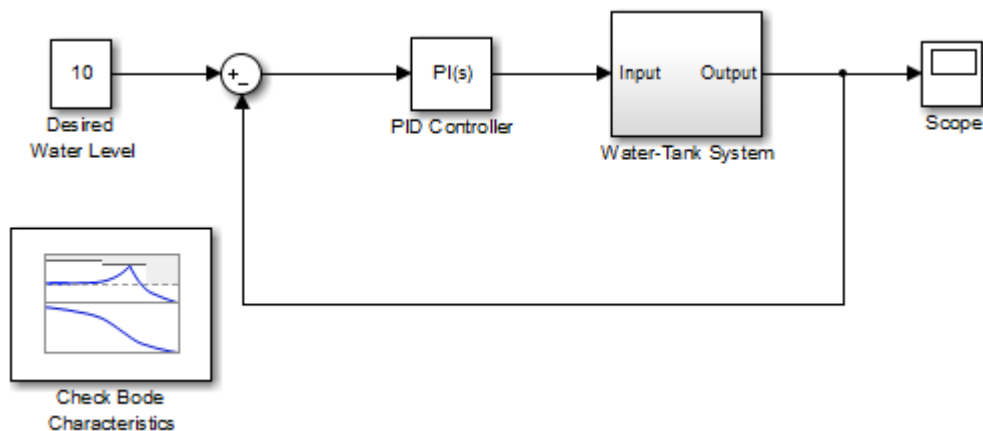 10
+
-
PI(s)
Input
Output
Desired
Water Level
PID Controller
Water-Tank System
Scope
Check Bode
Characteristics